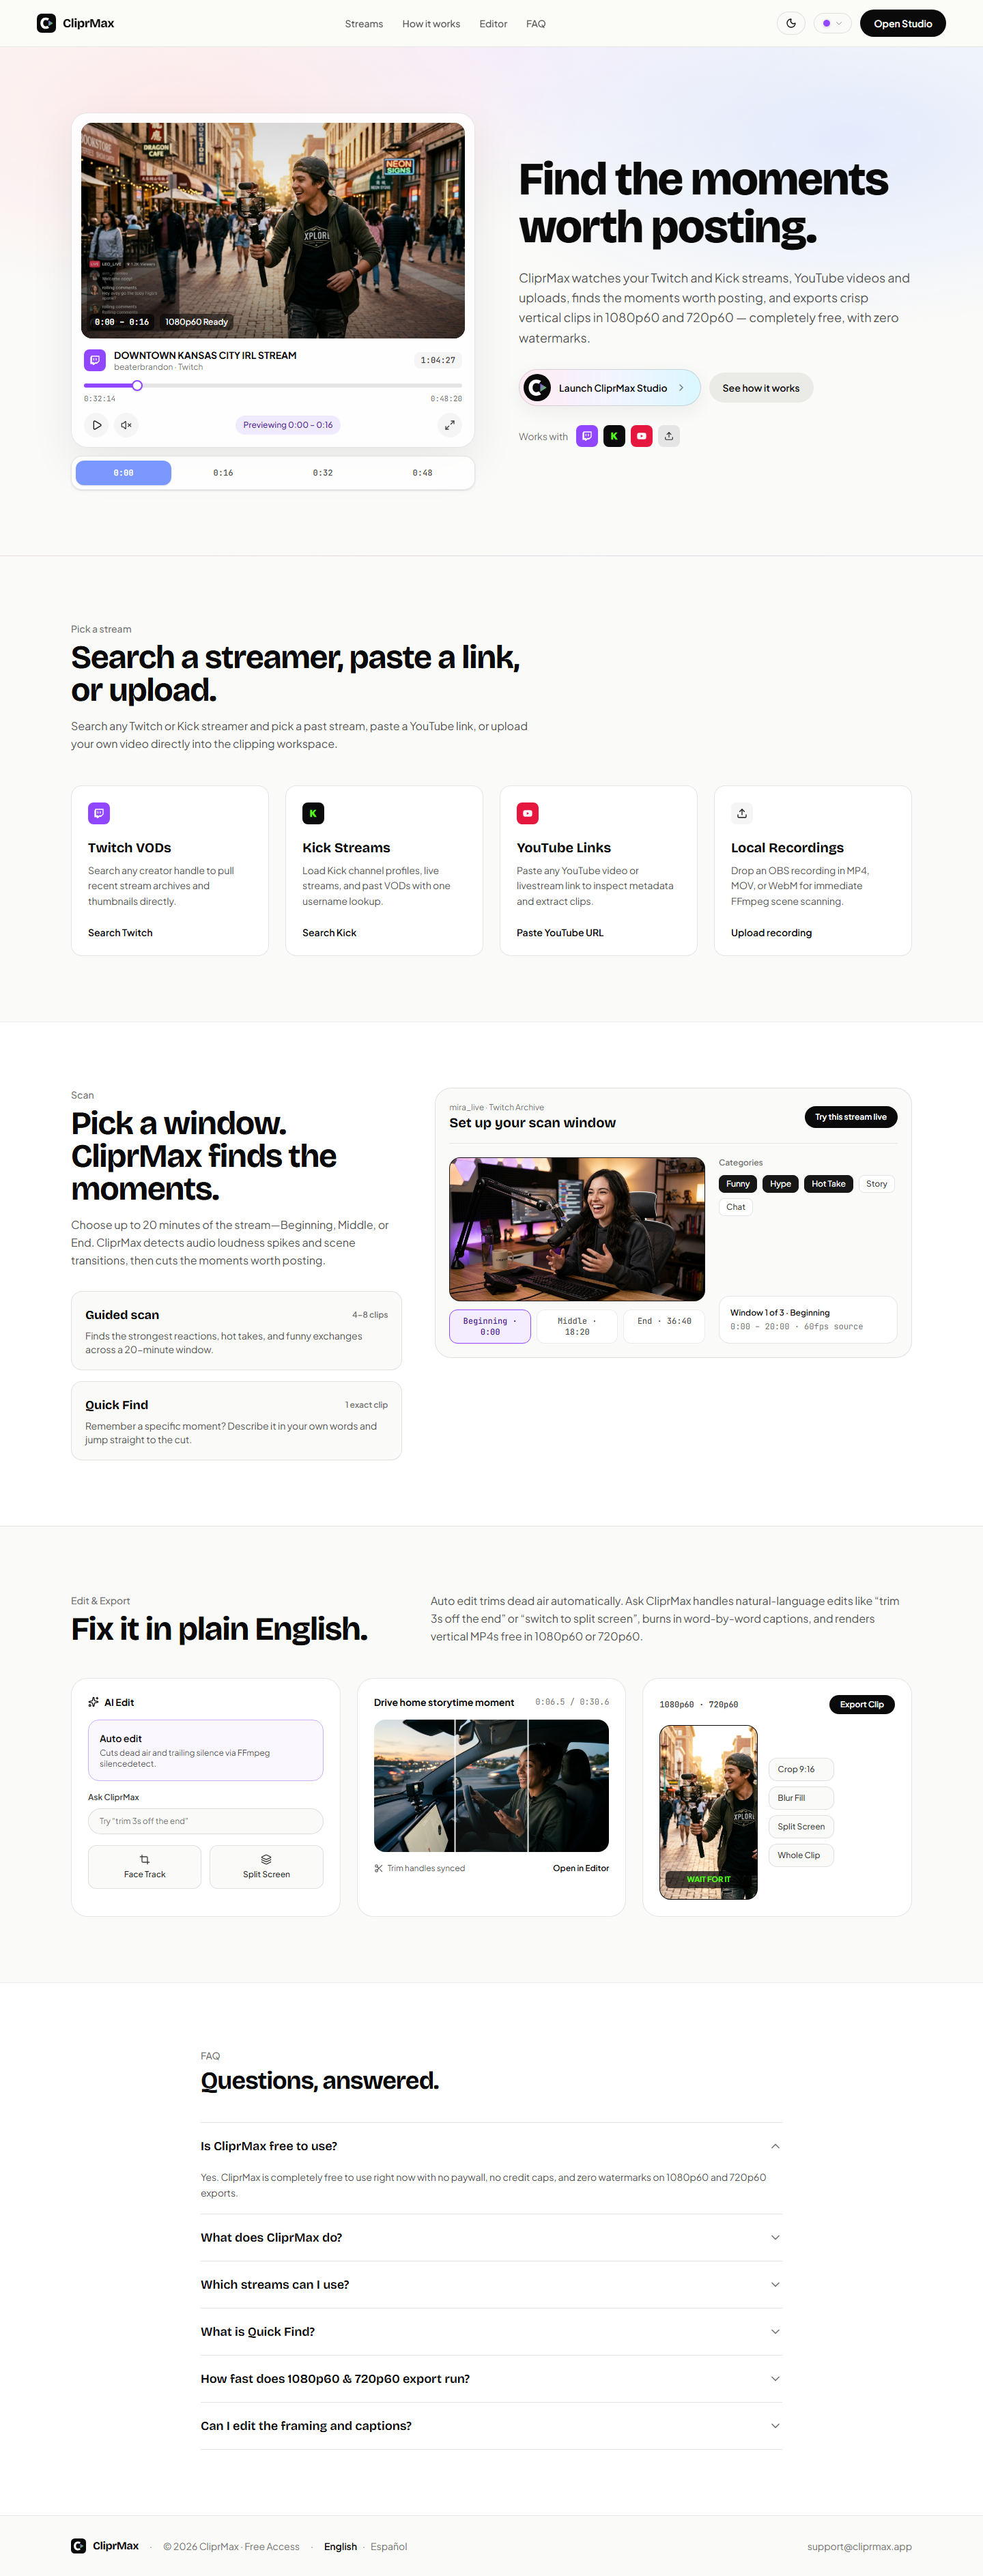 CliprMax
Streams
How it works
Editor
FAQ
Open Studio
DRAGON
CAFE
NEON
SIGNS
XPLORE
0:00 – 0:16
1080p60 Ready
DOWNTOWN KANSAS CITY IRL STREAM
beaterbrandon · Twitch
1:04:27
0:32:14
0:48:20
Previewing 0:00 – 0:16
0:00
0:16
0:32
0:48
Find the moments
worth posting.
CliprMax watches your Twitch and Kick streams, YouTube videos and
uploads, finds the moments worth posting, and exports crisp
vertical clips in 1080p60 and 720p60 — completely free, with zero
watermarks.
Launch CliprMax Studio
See how it works
Works with
Pick a stream
Search a streamer, paste a link,
or upload.
Search any Twitch or Kick streamer and pick a past stream, paste a YouTube link, or upload
your own video directly into the clipping workspace.
Twitch VODs
Search any creator handle to pull
recent stream archives and
thumbnails directly.
Search Twitch
Kick Streams
Load Kick channel profiles, live
streams, and past VODs with one
username lookup.
Search Kick
YouTube Links
Paste any YouTube video or
livestream link to inspect metadata
and extract clips.
Paste YouTube URL
Local Recordings
Drop an OBS recording in MP4,
MOV, or WebM for immediate
FFmpeg scene scanning.
Upload recording
Scan
Pick a window.
CliprMax finds the
moments.
Choose up to 20 minutes of the stream—Beginning, Middle, or
End. CliprMax detects audio loudness spikes and scene
transitions, then cuts the moments worth posting.
Guided scan
4–8 clips
Finds the strongest reactions, hot takes, and funny exchanges
across a 20-minute window.
Quick Find
1 exact clip
Remember a specific moment? Describe it in your own words and
jump straight to the cut.
mira_live · Twitch Archive
Set up your scan window
Try this stream live
Beginning ·
0:00
Middle ·
18:20
End · 36:40
Categories
Funny
Hype
Hot Take
Story
Chat
Window 1 of 3 · Beginning
0:00 – 20:00 · 60fps source
Edit & Export
Fix it in plain English.
Auto edit trims dead air automatically. Ask CliprMax handles natural-language edits like “trim
3s off the end” or “switch to split screen”, burns in word-by-word captions, and renders
vertical MP4s free in 1080p60 or 720p60.
AI Edit
Auto edit
Cuts dead air and trailing silence via FFmpeg
silencedetect.
Ask CliprMax
Try “trim 3s off the end”
Face Track
Split Screen
Drive home storytime moment
0:06.5 / 0:30.6
Trim handles synced
Open in Editor
1080p60 · 720p60
Export Clip
XPLORE
WAIT FOR IT
Crop 9:16
Blur Fill
Split Screen
Whole Clip
FAQ
Questions, answered.
Is CliprMax free to use?
Yes. CliprMax is completely free to use right now with no paywall, no credit caps, and zero watermarks on 1080p60 and 720p60
exports.
What does CliprMax do?
Which streams can I use?
What is Quick Find?
How fast does 1080p60 & 720p60 export run?
Can I edit the framing and captions?
CliprMax
·
© 2026 CliprMax · Free Access
·
English · Español
support@cliprmax.app